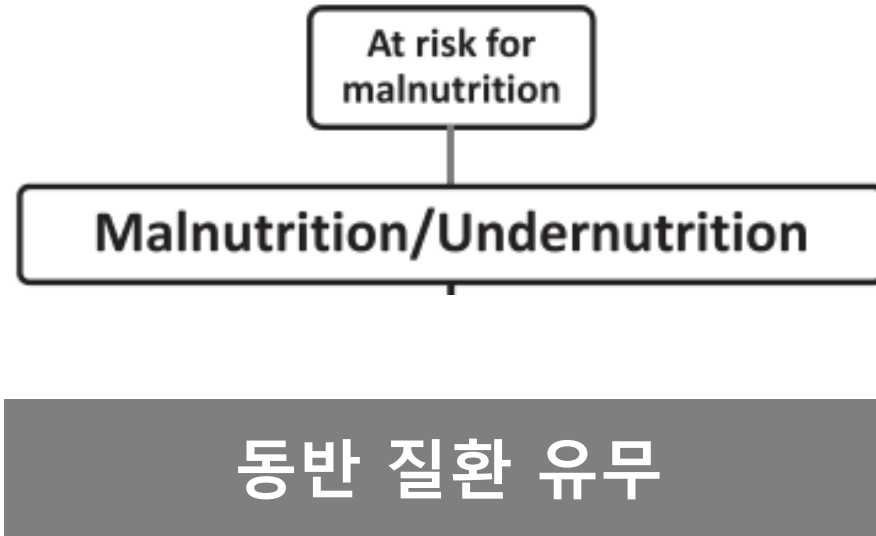 At risk for
malnutrition
Malnutrition/Undernutrition
동반 질환 유무